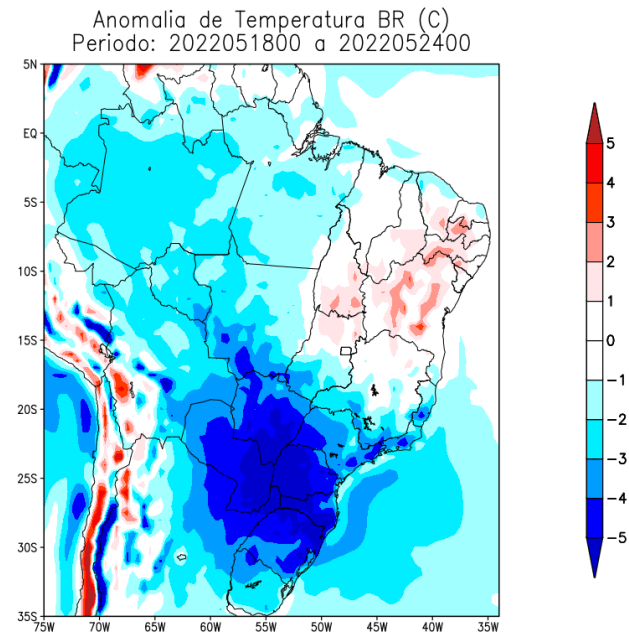 Anomalia de Temperatura BR (C)
Periodo: 2022051800 a 2022052400
5N
EQ
5S
10S
15S
20S
25S
30S
35S
75W 70W 65W 60W 55W 50W 45W 40W 35W
5
4
3
2
1
0
−1
−2
−3
−4
−5